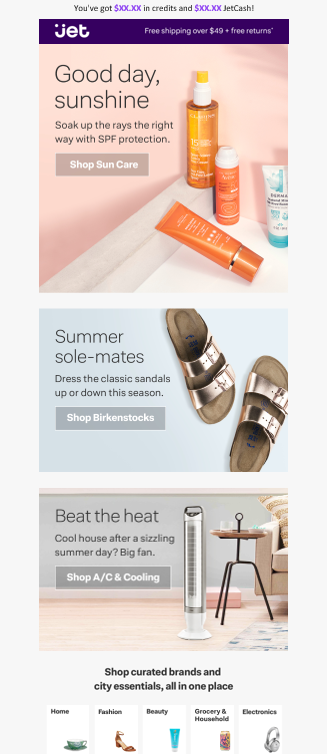 You've got $XX.XX in credits and $XX.XX JetCash!
jet
Free shipping over $49 + free returns*
Good day,
sunshine
Soak up the rays the right
way with SPF protection.
Shop Sun Care
Summer
sole-mates
Dress the classic sandals
up or down this season.
Shop Birkenstocks
Beat the heat
Cool house after a sizzling
summer day? Big fan.
Shop A/C & Cooling
Shop curated brands and
city essentials, all in one place
Home
Fashion
Beauty
Grocery &
Household
Electronics